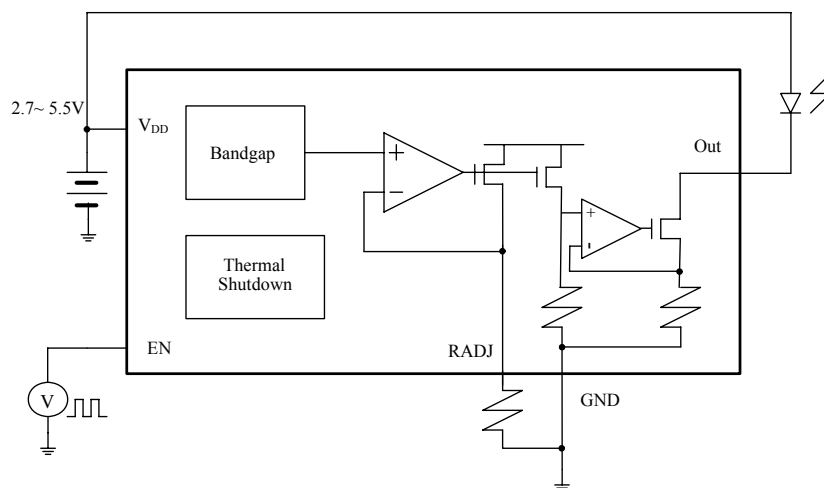 2.7~ 5.5V
VDD
Bandgap
+
−
Out
+
-
Thermal
Shutdown
EN
RADJ
V
GND